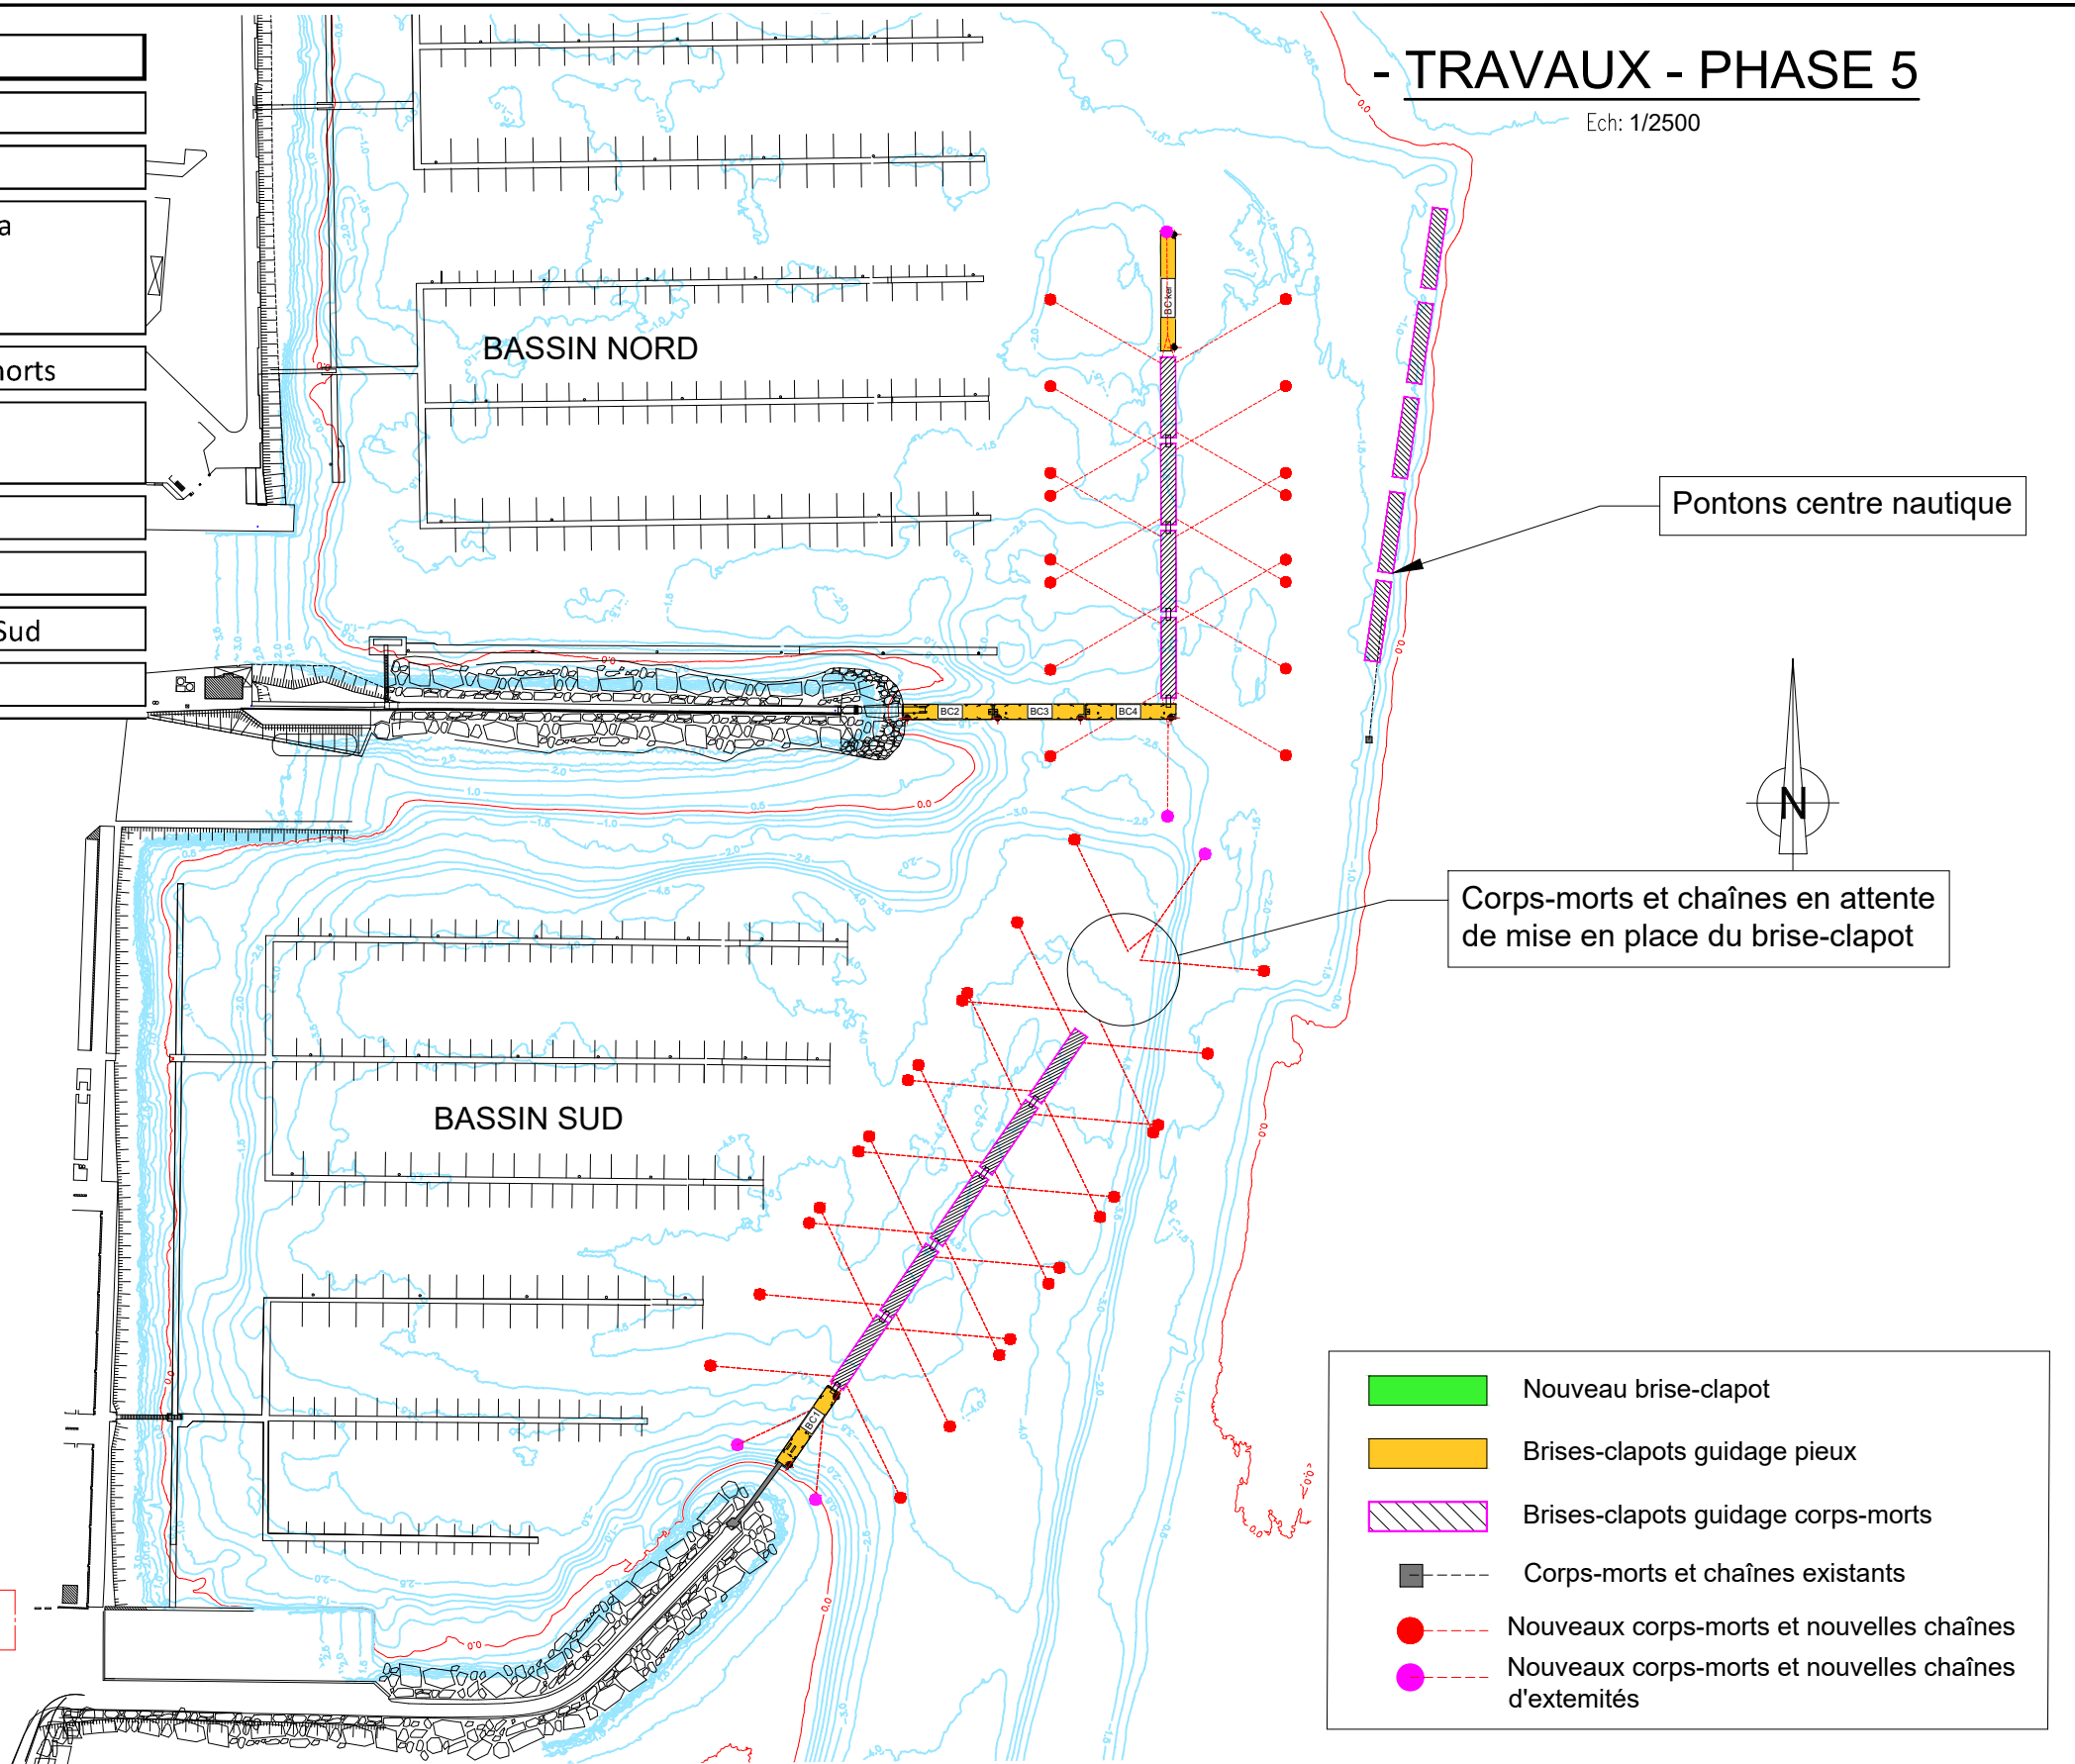 - TRAVAUX - PHASE 5
Ech: 1/2500
a
norts
Sud
BASSIN NORD
BC ker
Pontons centre nautique
BC2
BC3
BC4
N
Corps-morts et chaînes en attente
de mise en place du brise-clapot
BASSIN SUD
BC1
Nouveau brise-clapot
Brises-clapots guidage pieux
Brises-clapots guidage corps-morts
Corps-morts et chaînes existants
Nouveaux corps-morts et nouvelles chaînes
Nouveaux corps-morts et nouvelles chaînes
d'extemités